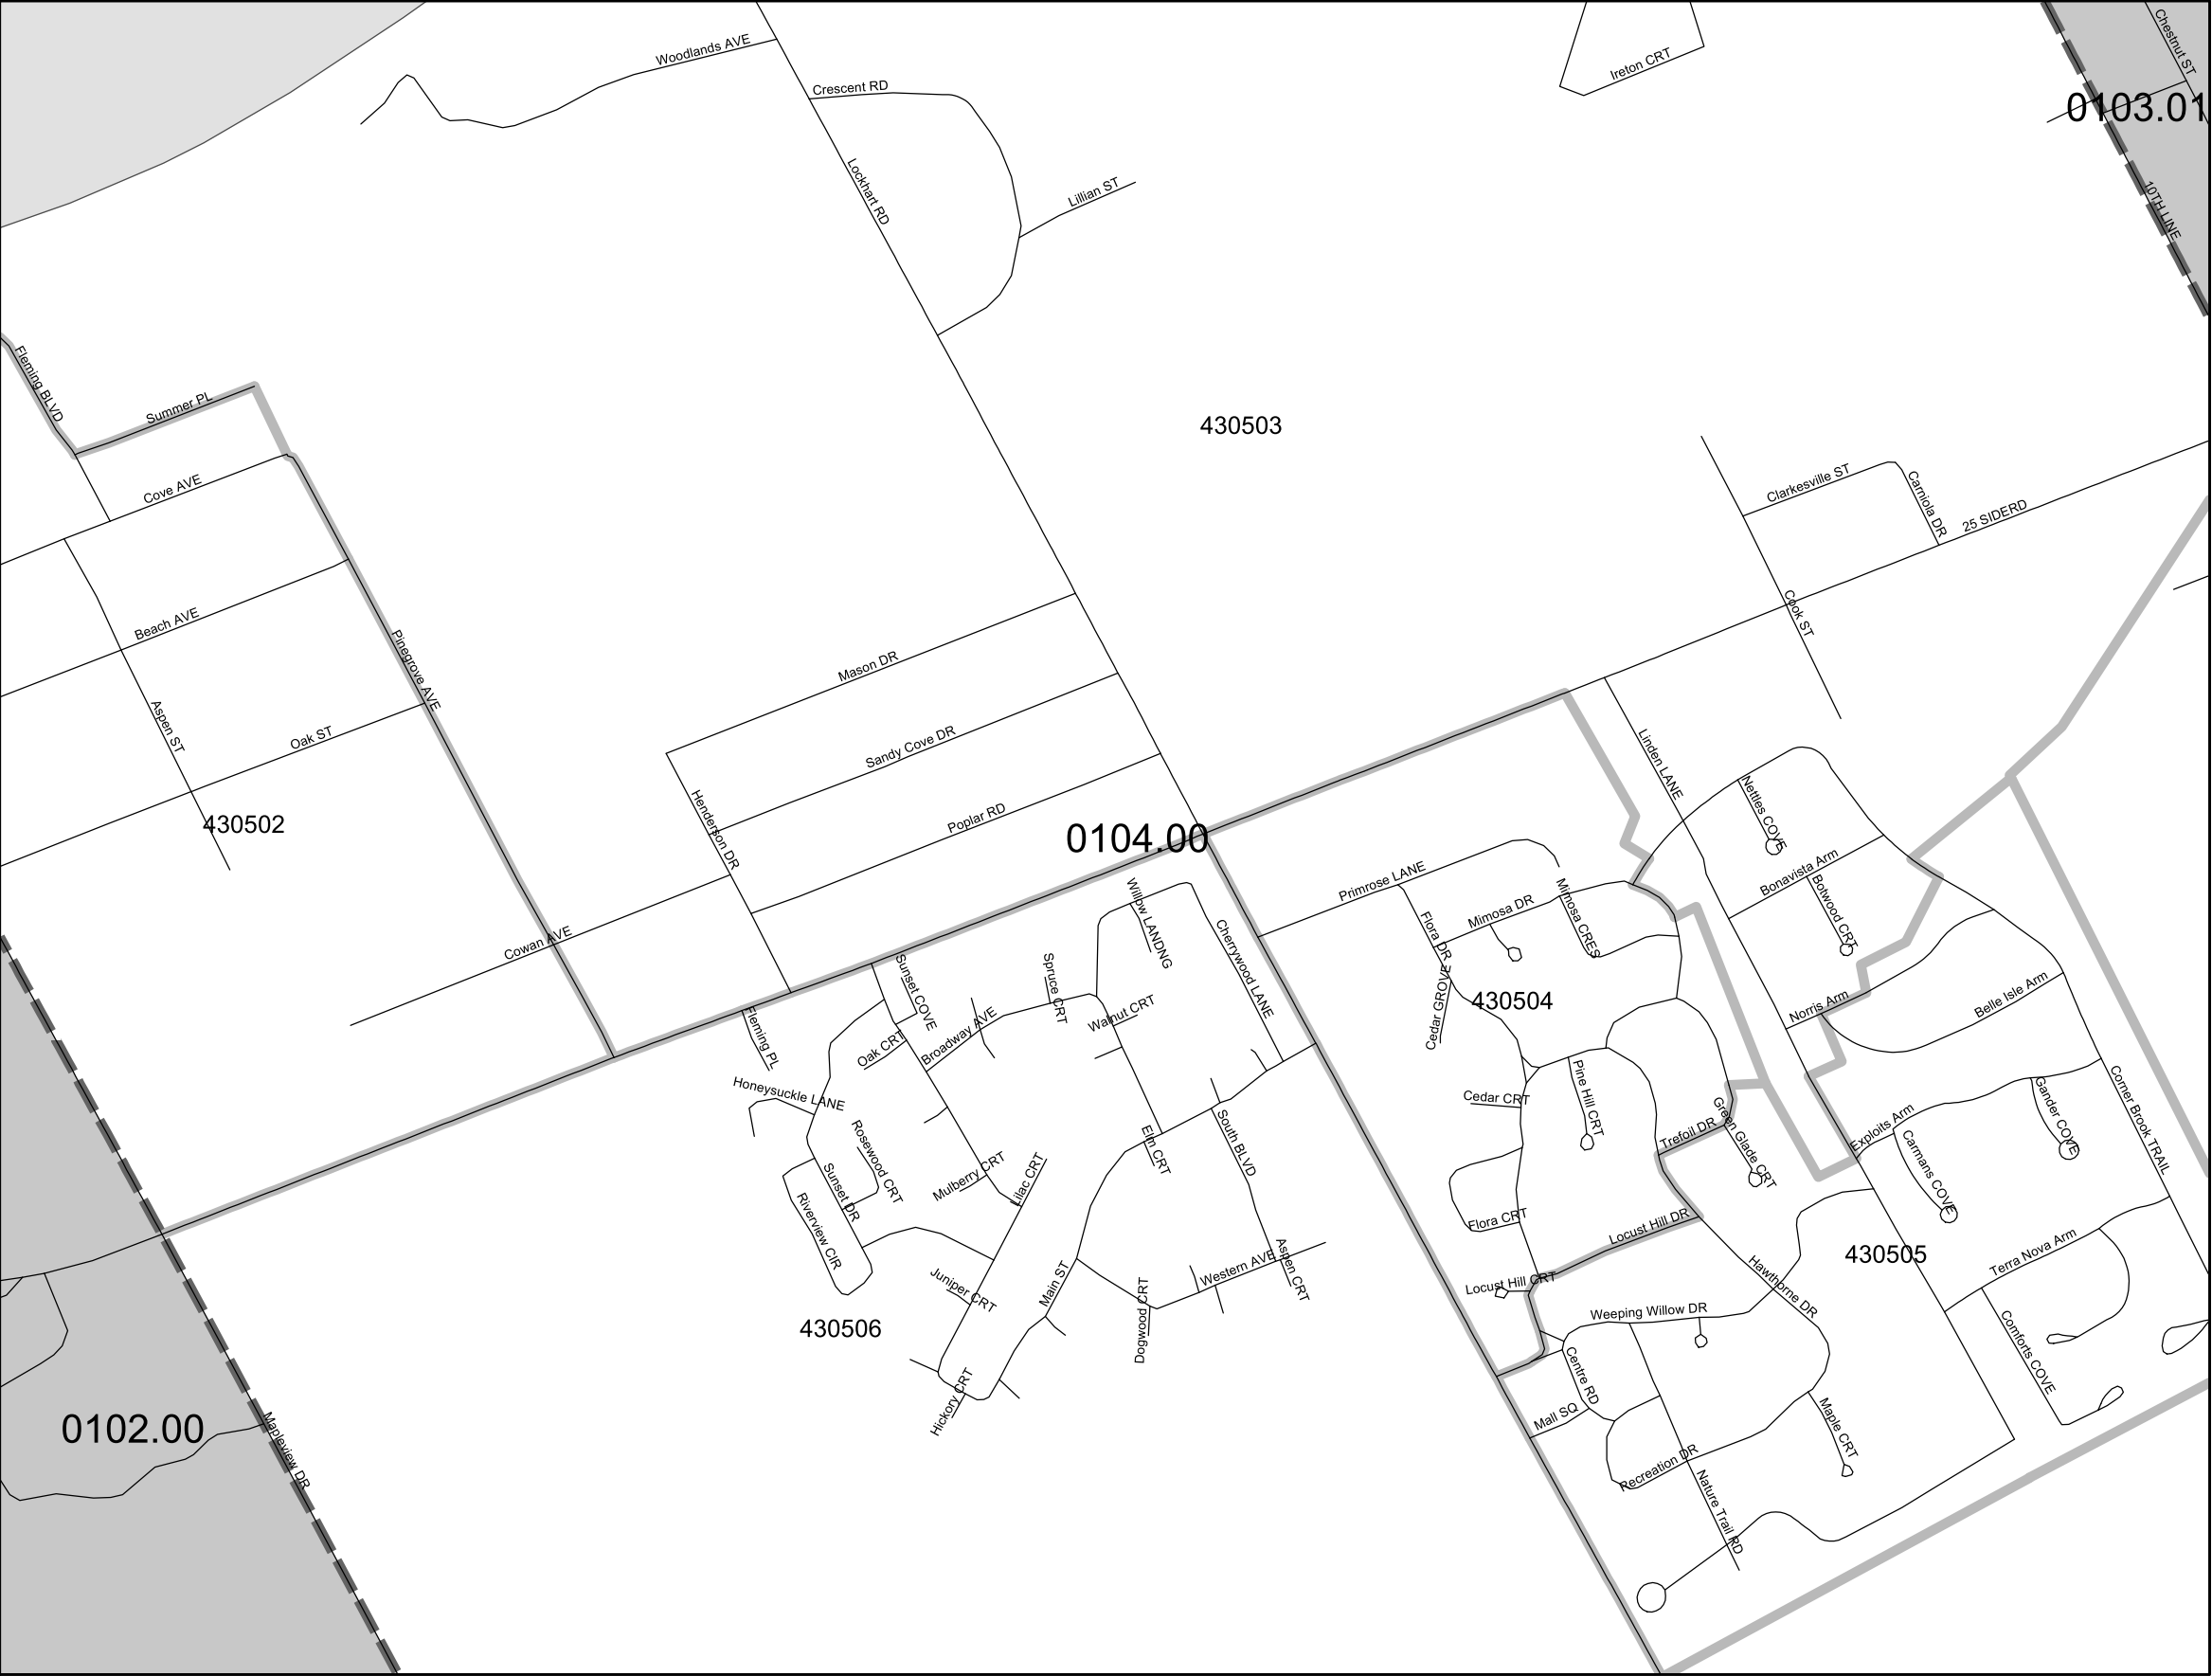 Chestnut ST
Woodlands AVE
Ireton CRT
Crescent RD
0103.01
Lockhart RD
Lillian ST
10TH LINE
Fleming BLVD
Summer PL
430503
Clarkesville ST
Carniola DR
Cove AVE
25 SIDERD
Beach AVE
Cook ST
Pinegrove AVE
Mason DR
Aspen ST
Oak ST
Sandy Cove DR
Linden LANE
Henderson DR
Poplar RD
Nettles COVE
430502
0104.00
Primrose LANE
Bonavista Arm
Botwood CRT
Willow LANDNG
Mimosa DR
Mimosa CRES
Flora DR
Cowan AVE
Cherrywood LANE
Sunset COVE
Spruce CRT
Cedar GROVE
430504
Norris Arm
Belle Isle Arm
Walnut CRT
Fleming PL
Oak CRT
Broadway AVE
Honeysuckle LANE
Cedar CRT
Pine Hill CRT
Green Glade CRT
Trefoil DR
Exploits Arm
Gander COVE
Corner Brook TRAIL
Carmans COVE
Rosewood CRT
Elm CRT
South BLVD
Mulberry CRT
Lilac CRT
Sunset DR
Riverview CIR
Flora CRT
Locust Hill DR
430505
Terra Nova Arm
Hawthorne DR
Juniper CRT
Main ST
Western AVE
Aspen CRT
Locust Hill CRT
Dogwood CRT
Weeping Willow DR
430506
Centre RD
Comforts COVE
Hickory CRT
Mall SQ
Maple CRT
0102.00
Mapleview DR
Recreation DR
Nature Trail RD